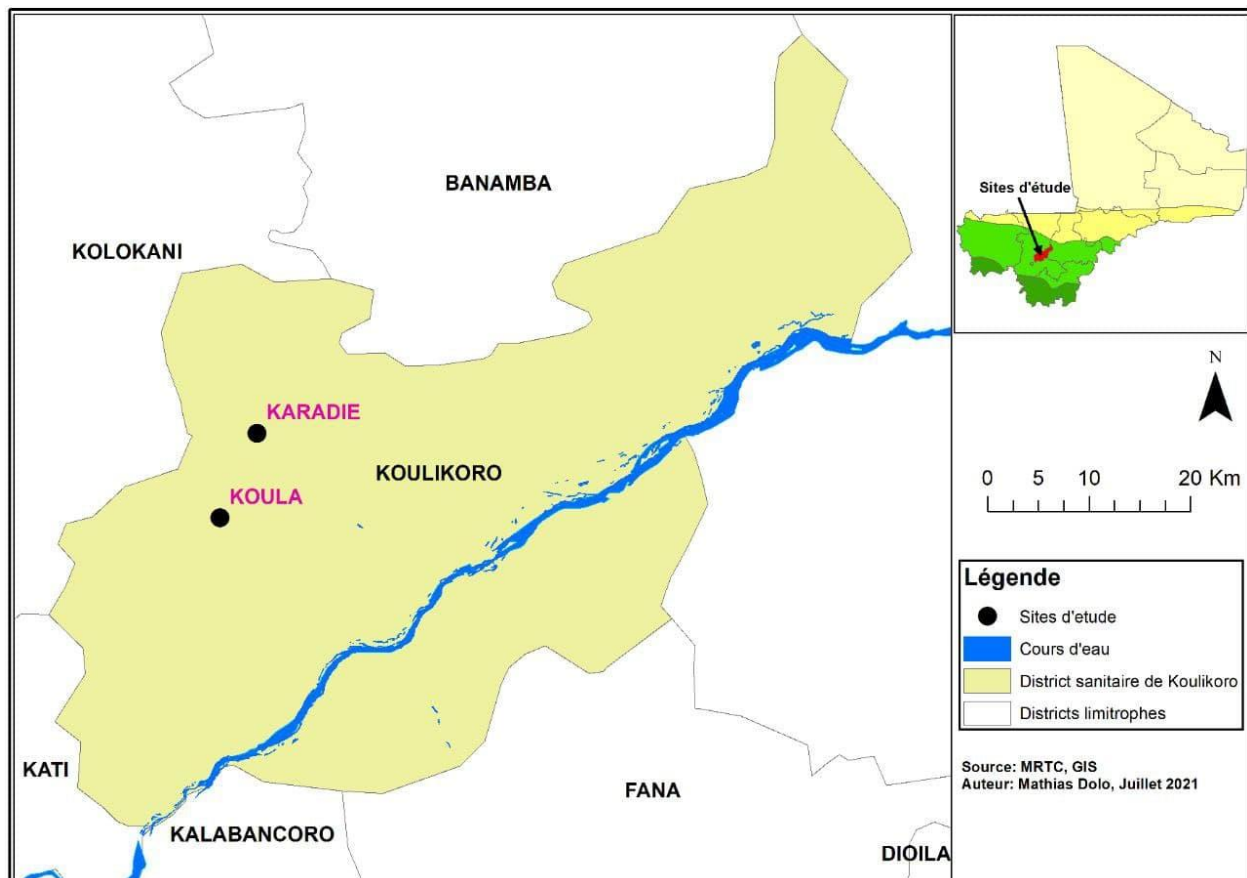 BANAMBA
KOLOKANI
KARADIE
KOULIKORO
KOULA
KATI
FANA
KALABANCORO
DIOILA
Sites d'étude
N
0 5 10 20 Km
Légende
Sites d'etude
Cours d'eau
District sanitaire de Koulikoro
Districts limitrophes
Source: MRTC, GIS
Auteur: Mathias Dolo, Juillet 2021